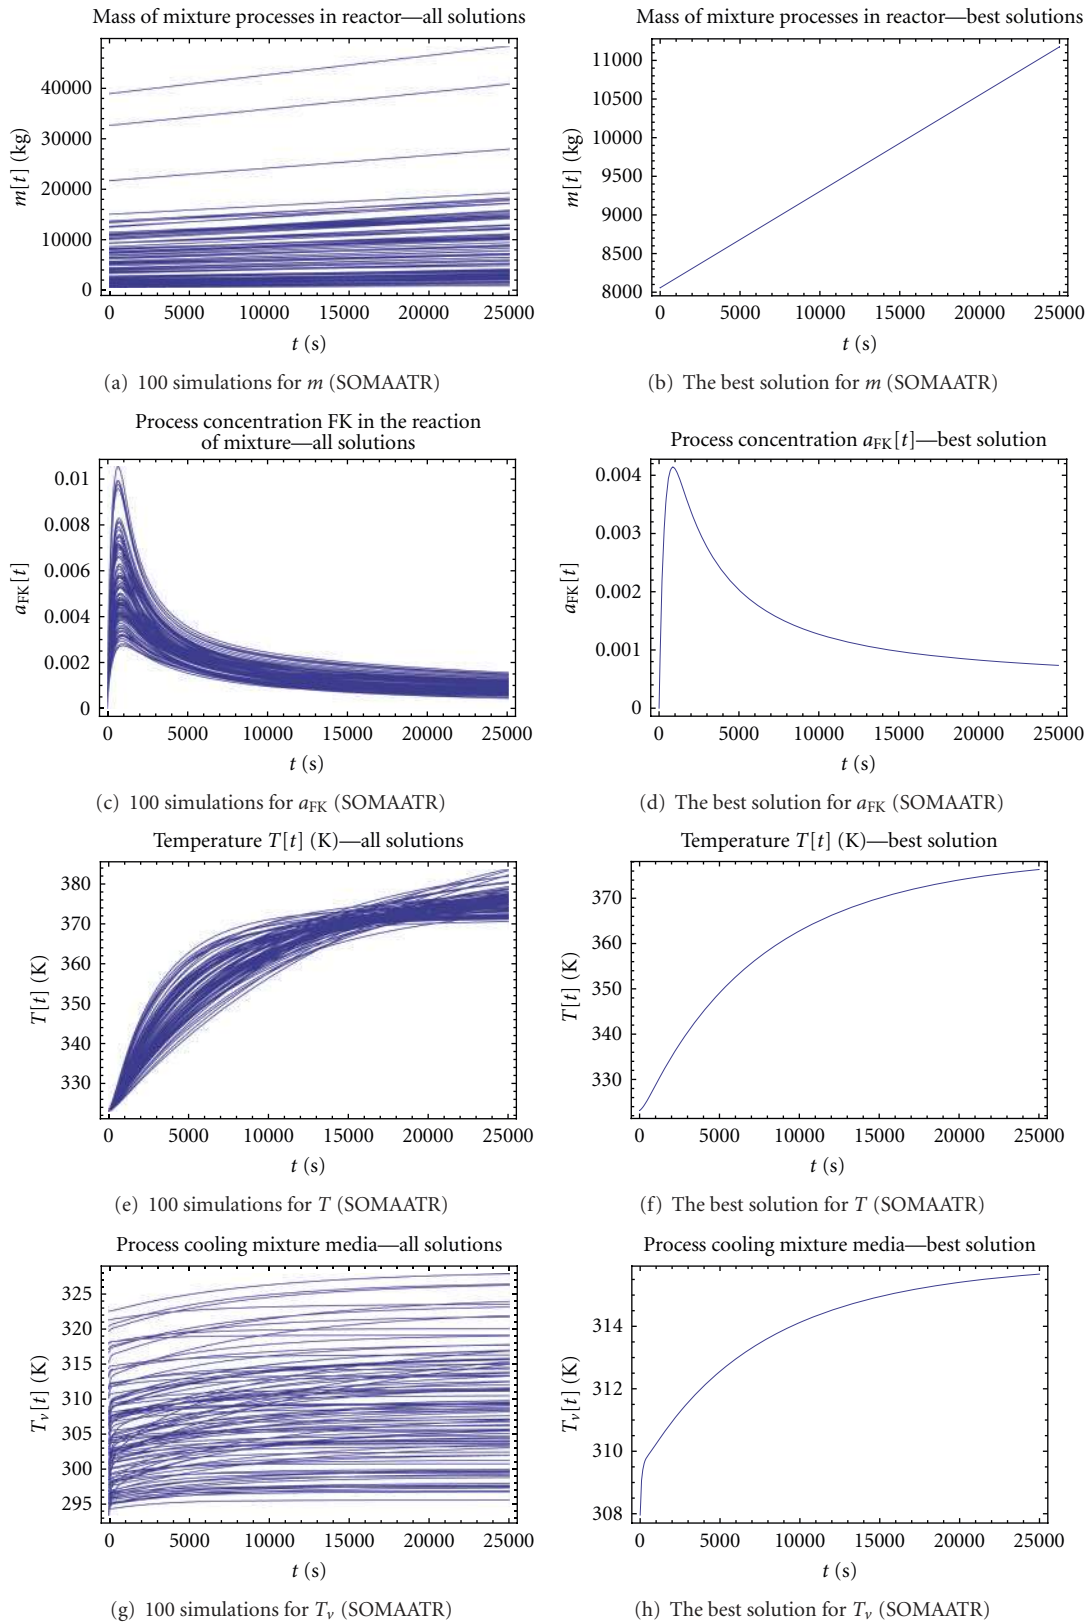 Mass of mixture processes in reactor—all solutions
40000
30000
20000
10000
0
m[t] (kg)
0 5000 10000 15000 20000 25000
t (s)
(a) 100 simulations for m (SOMAATR)
Mass of mixture processes in reactor—best solutions
11000
10500
10000
9500
9000
8500
8000
m[t] (kg)
0 5000 10000 15000 20000 25000
t (s)
(b) The best solution for m (SOMAATR)
Process concentration FK in the reaction
of mixture—all solutions
0.01
0.008
0.006
0.004
0.002
0
aFK[t]
0 5000 10000 15000 20000 25000
t (s)
(c) 100 simulations for aFK (SOMAATR)
Process concentration aFK[t]—best solution
0.004
0.003
0.002
0.001
0
aFK[t]
0 5000 10000 15000 20000 25000
t (s)
(d) The best solution for aFK (SOMAATR)
Temperature T[t] (K)—all solutions
380
370
360
350
340
330
T[t] (K)
0 5000 10000 15000 20000 25000
t (s)
(e) 100 simulations for T (SOMAATR)
Temperature T[t] (K)—best solution
370
360
350
340
330
T[t] (K)
0 5000 10000 15000 20000 25000
t (s)
(f) The best solution for T (SOMAATR)
Process cooling mixture media—all solutions
325
320
315
310
305
300
295
Tv[t] (K)
0 5000 10000 15000 20000 25000
t (s)
(g) 100 simulations for Tv (SOMAATR)
Process cooling mixture media—best solution
314
312
310
308
Tv[t] (K)
0 5000 10000 15000 20000 25000
t (s)
(h) The best solution for Tv (SOMAATR)